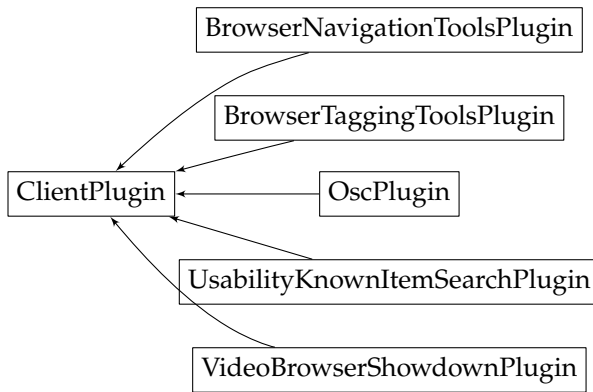 BrowserNavigationToolsPlugin
BrowserTaggingToolsPlugin
ClientPlugin
OscPlugin
UsabilityKnownItemSearchPlugin
VideoBrowserShowdownPlugin